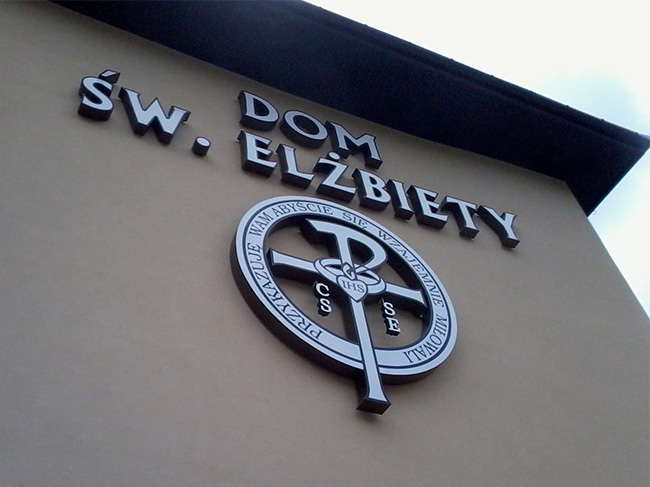 DOM
ŚW. ELŻBIETY
PRZYKAZUJĘ WAM ABYŚCIE SIĘ WZAJEMNIE MIŁOWALI
IHS
CS SE